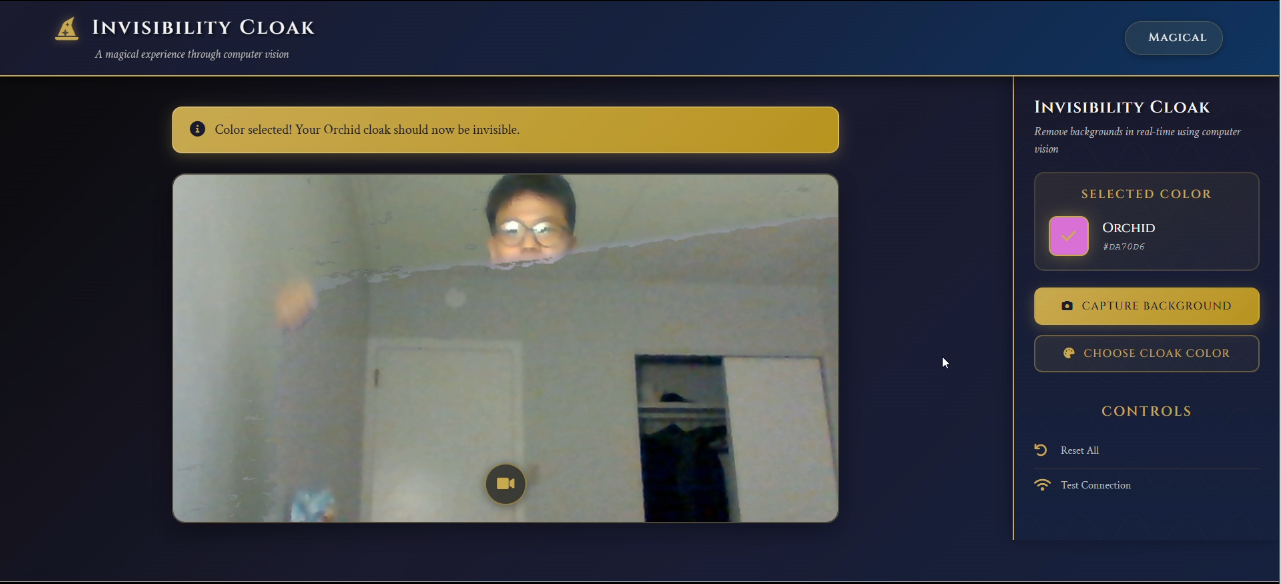 Invisibility Cloak
A magical experience through computer vision
Magical
Color selected! Your Orchid cloak should now be invisible.
Invisibility Cloak
Remove backgrounds in real-time using computer
vision
SELECTED COLOR
Orchid
#DA70D6
CAPTURE BACKGROUND
CHOOSE CLOAK COLOR
CONTROLS
Reset All
Test Connection